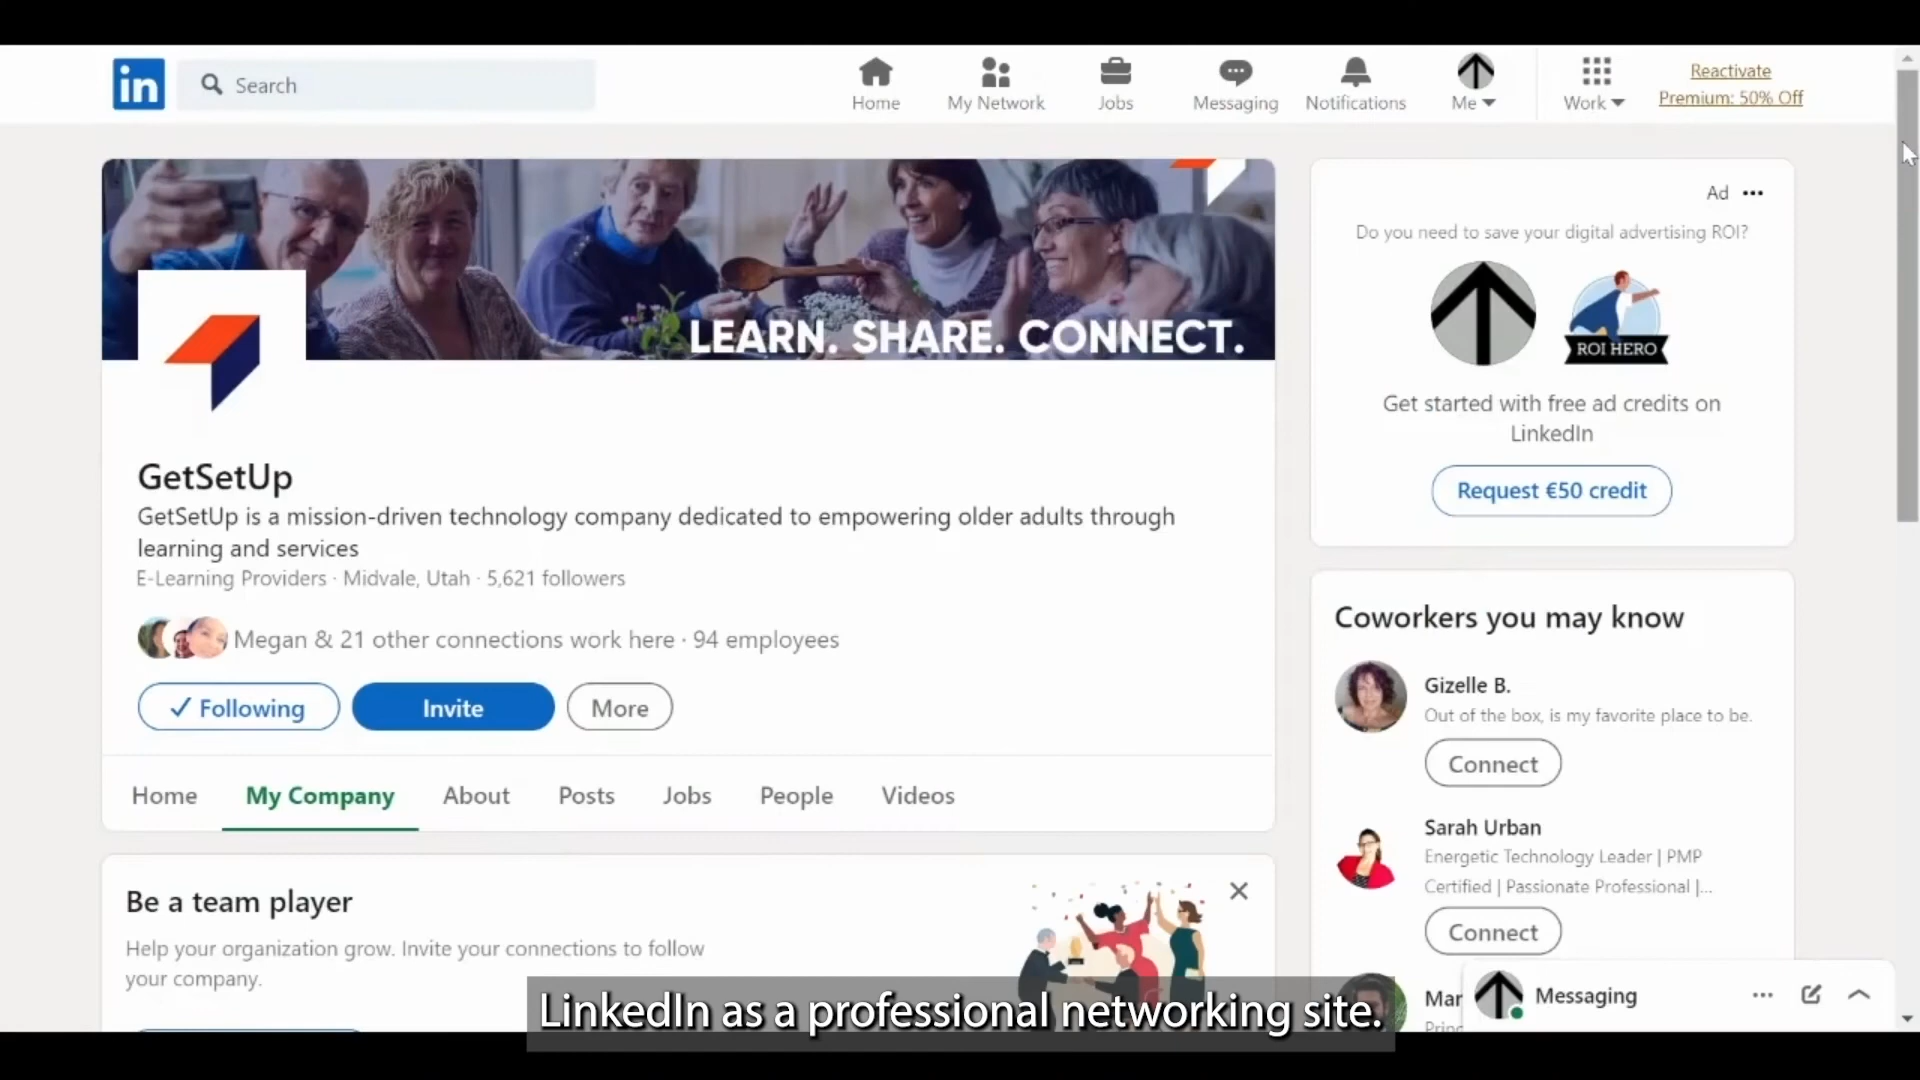 in
Search
Home
My Network
Jobs
Messaging
Notifications
Me
Work
Reactivate
Premium: 50% Off
LEARN. SHARE. CONNECT.
GetSetUp
GetSetUp is a mission-driven technology company dedicated to empowering older adults through
learning and services
E-Learning Providers · Midvale, Utah · 5,621 followers
Megan & 21 other connections work here · 94 employees
Following
Invite
More
Home
My Company
About
Posts
Jobs
People
Videos
Be a team player
Help your organization grow. Invite your connections to follow
your company.
Ad
Do you need to save your digital advertising ROI?
ROI HERO
Get started with free ad credits on
LinkedIn
Request €50 credit
Coworkers you may know
Gizelle B.
Out of the box, is my favorite place to be.
Connect
Sarah Urban
Energetic Technology Leader | PMP
Certified | Passionate Professional |...
Connect
Mar
Princ
Messaging
LinkedIn as a professional networking site.